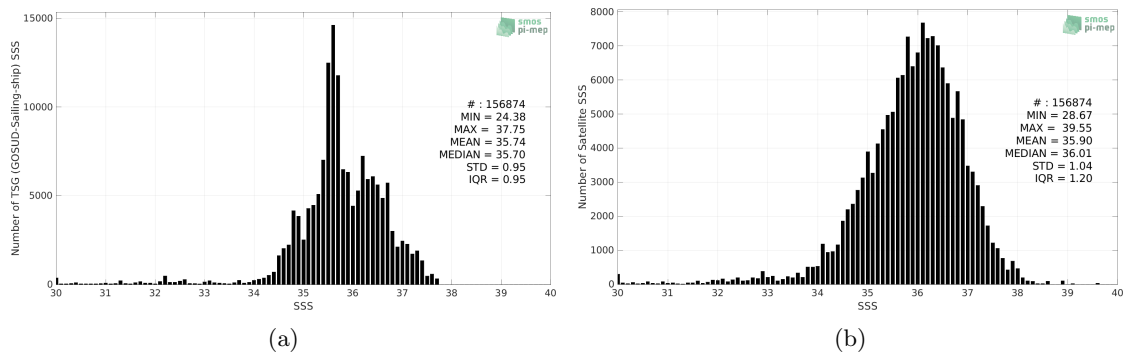 15000
10000
5000
0
Number of TSG (GOSUD-Sailing-ship) SSS
30 31 32 33 34 35 36 37 38 39 40
SSS
smos
pi-mep
# : 156874
MIN = 24.38
MAX = 37.75
MEAN = 35.74
MEDIAN = 35.70
STD = 0.95
IQR = 0.95
(a)
8000
7000
6000
5000
4000
3000
2000
1000
0
Number of Satellite SSS
30 31 32 33 34 35 36 37 38 39 40
SSS
smos
pi-mep
# : 156874
MIN = 28.67
MAX = 39.55
MEAN = 35.90
MEDIAN = 36.01
STD = 1.04
IQR = 1.20
(b)